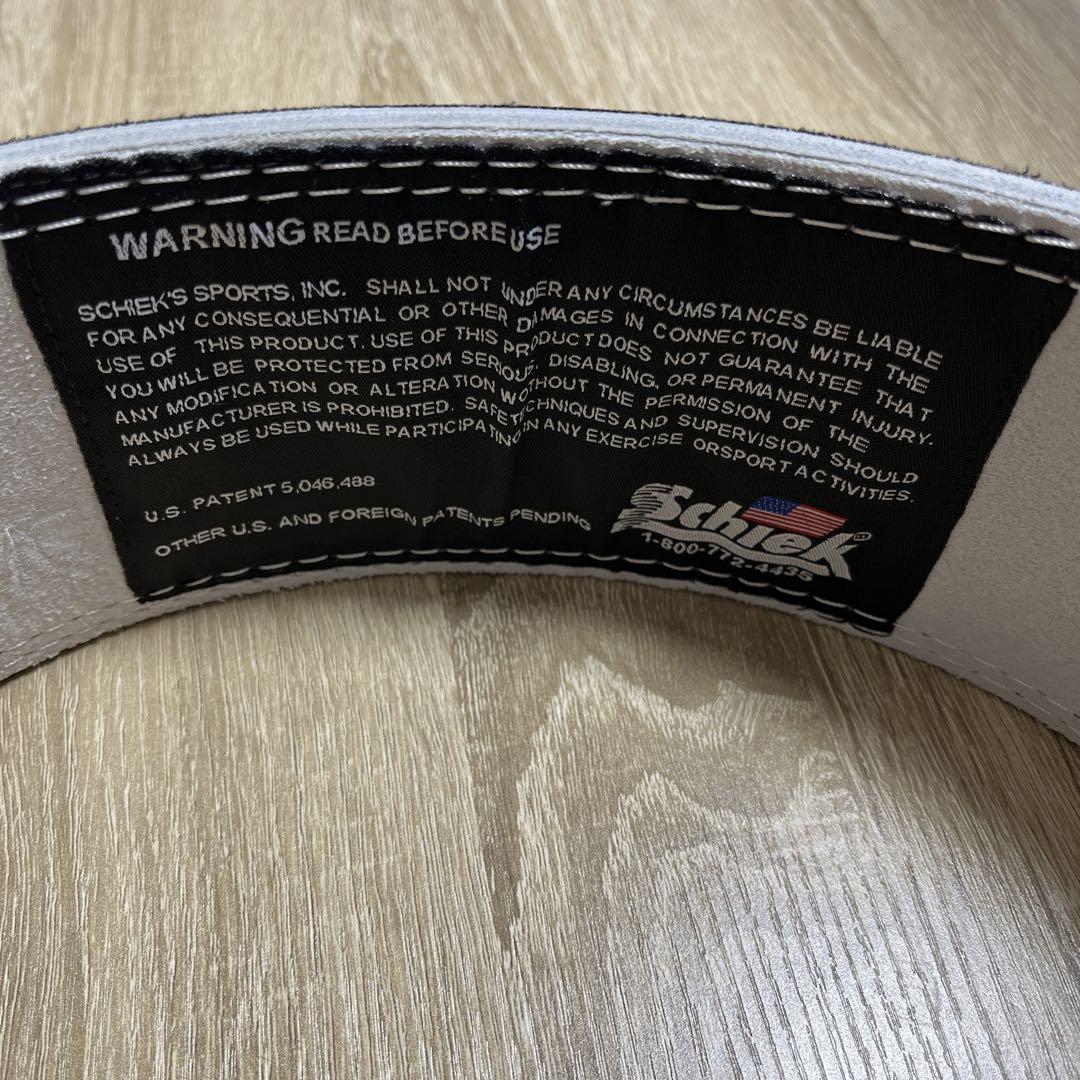 WARNING READ BEFORE USE
SCHIEK'S SPORTS, INC. SHALL NOT UNDER ANY CIRCUMSTANCES BE LIABLE
FOR ANY CONSEQUENTIAL OR OTHER DAMAGES IN CONNECTION WITH THE
USE OF THIS PRODUCT. USE OF THIS PRODUCT DOES NOT GUARANTEE THAT
YOU WILL BE PROTECTED FROM SERIOUS, DISABLING, OR PERMANENT INJURY.
ANY MODIFICATION OR ALTERATION WITHOUT THE PERMISSION OF THE
MANUFACTURER IS PROHIBITED. SAFE TECHNIQUES AND SUPERVISION SHOULD
ALWAYS BE USED WHILE PARTICIPATING IN ANY EXERCISE ORSPORT ACTIVITIES.
U.S. PATENT 5,046,488
OTHER U.S. AND FOREIGN PATENTS PENDING
Schiek®
1-800-772-4435